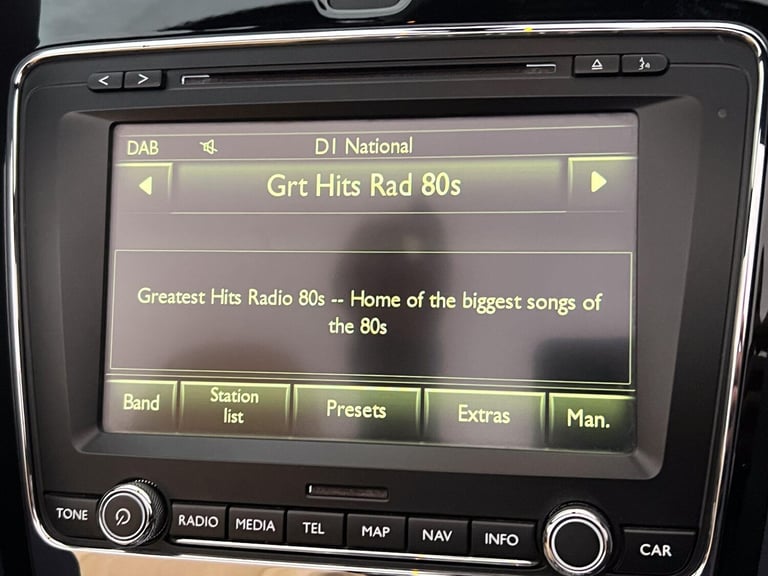 DAB D1 National
Grt Hits Rad 80s
Greatest Hits Radio 80s -- Home of the biggest songs of
the 80s
Band Station list Presets Extras Man.
TONE RADIO MEDIA TEL MAP NAV INFO CAR